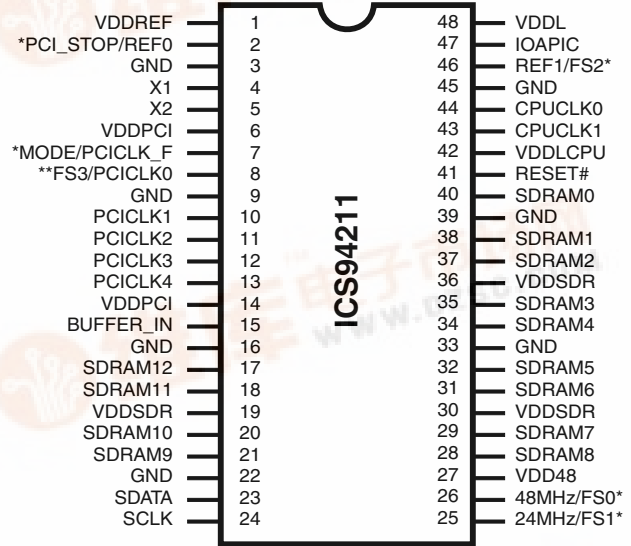 VDDREF 1 48 VDDL
*PCI_STOP/REF0 2 47 IOAPIC
GND 3 46 REF1/FS2*
X1 4 45 GND
X2 5 44 CPUCLK0
VDDPCI 6 43 CPUCLK1
*MODE/PCICLK_F 7 42 VDDLCPU
**FS3/PCICLK0 8 41 RESET#
GND 9 40 SDRAM0
PCICLK1 10 39 GND
PCICLK2 11 38 SDRAM1
PCICLK3 12 37 SDRAM2
PCICLK4 13 36 VDDSDR
VDDPCI 14 35 SDRAM3
BUFFER_IN 15 34 SDRAM4
GND 16 33 GND
SDRAM12 17 32 SDRAM5
SDRAM11 18 31 SDRAM6
VDDSDR 19 30 VDDSDR
SDRAM10 20 29 SDRAM7
SDRAM9 21 28 SDRAM8
GND 22 27 VDD48
SDATA 23 26 48MHz/FS0*
SCLK 24 25 24MHz/FS1*
ICS94211